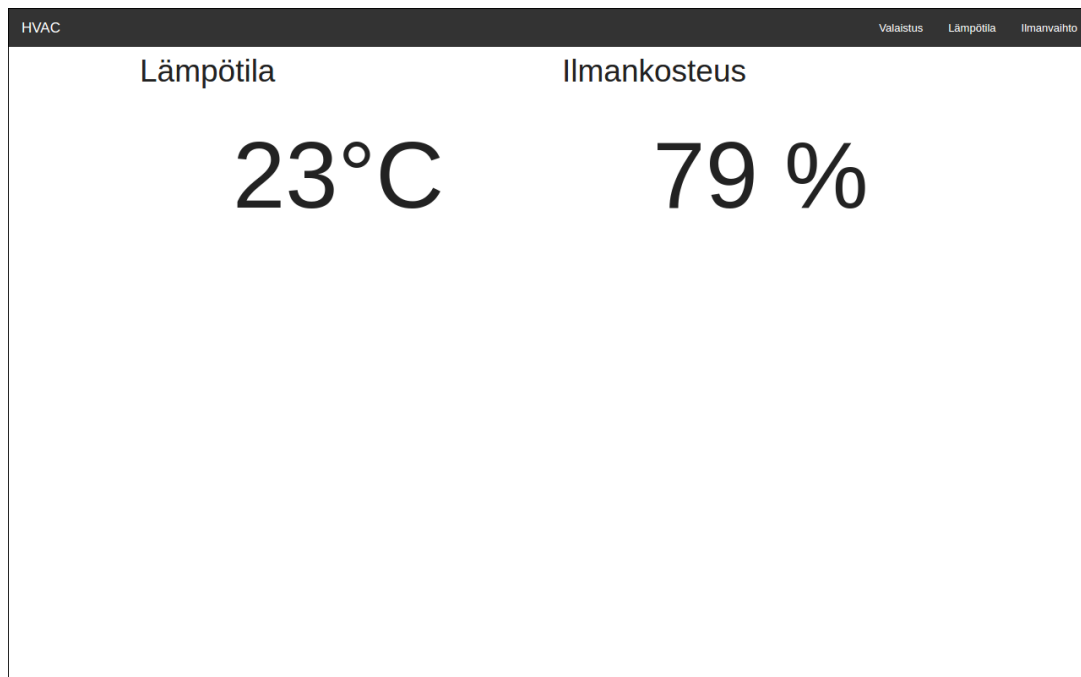 HVAC Valaistus Lämpötila Ilmanvaihto
Lämpötila Ilmankosteus
23°C 79 %